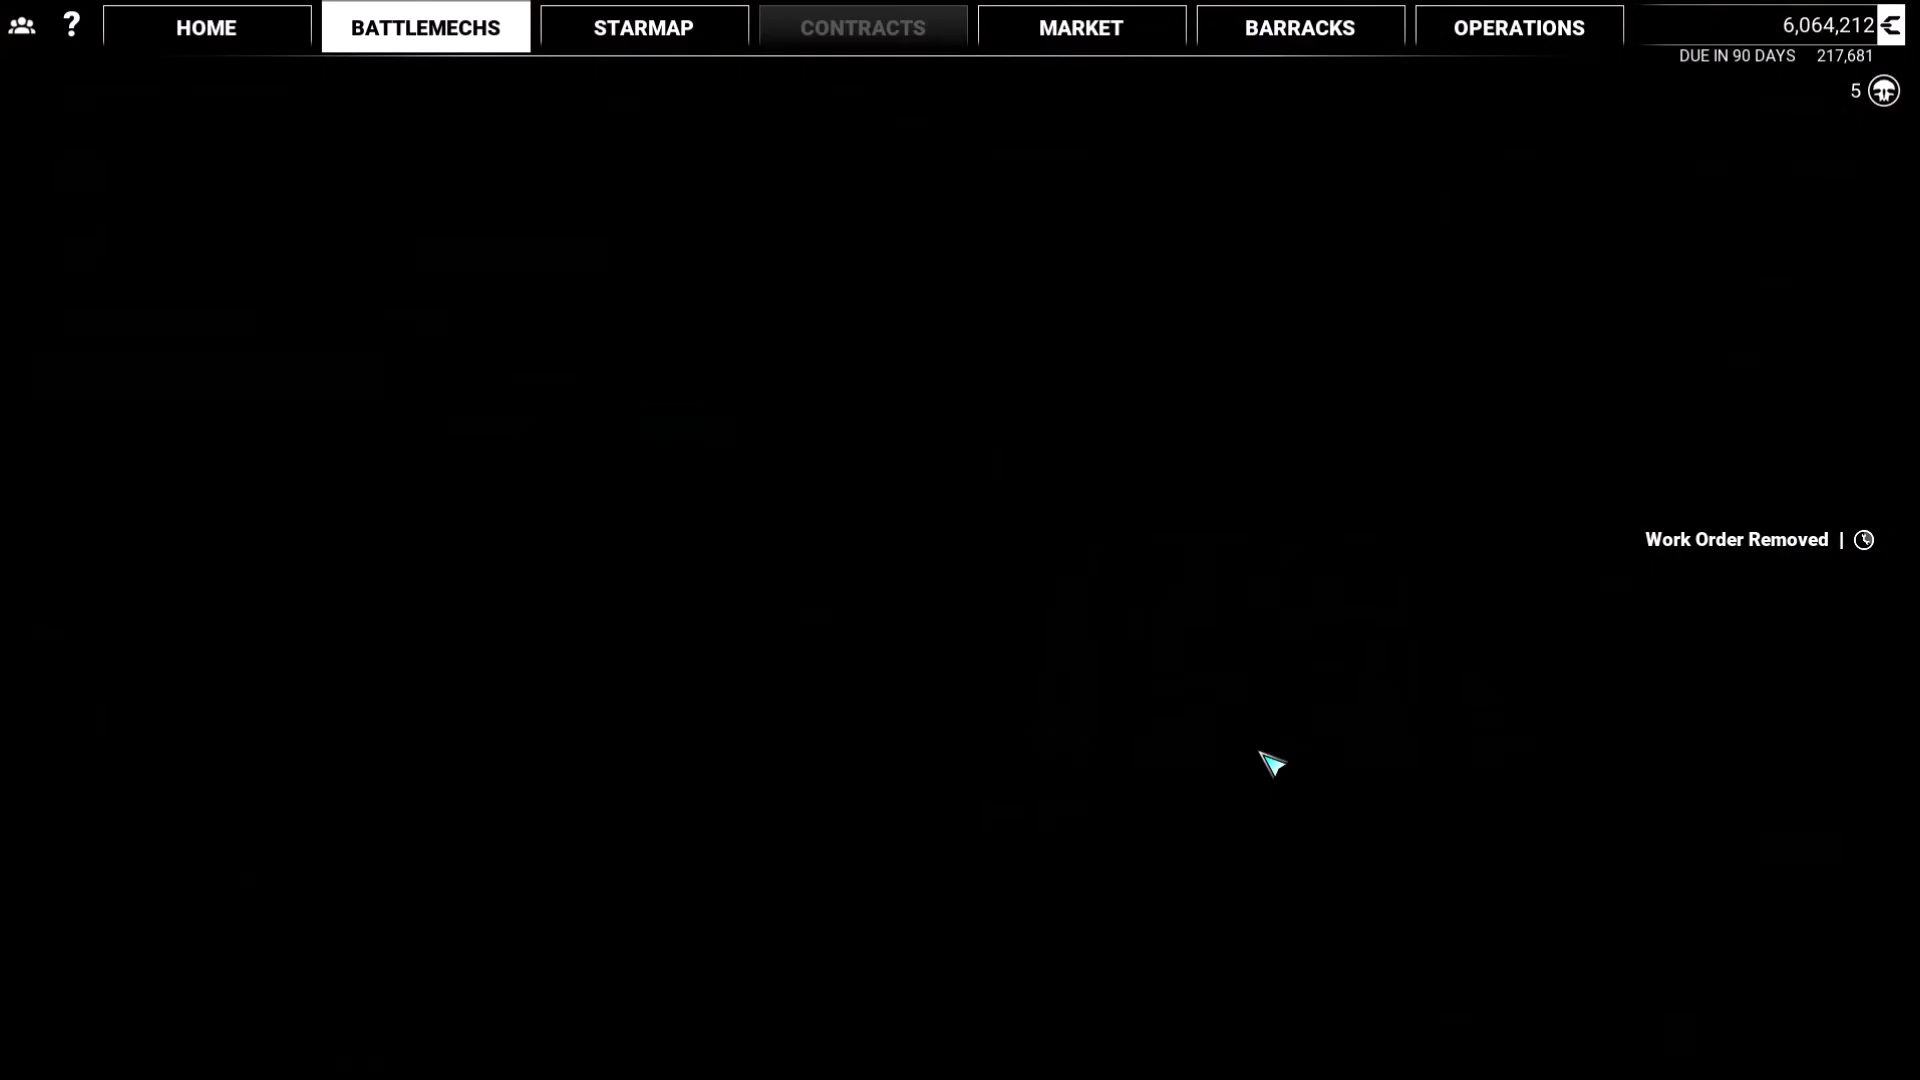 ? HOME BATTLEMECHS STARMAP CONTRACTS MARKET BARRACKS OPERATIONS 6,064,212
DUE IN 90 DAYS 217,681
5
Work Order Removed |